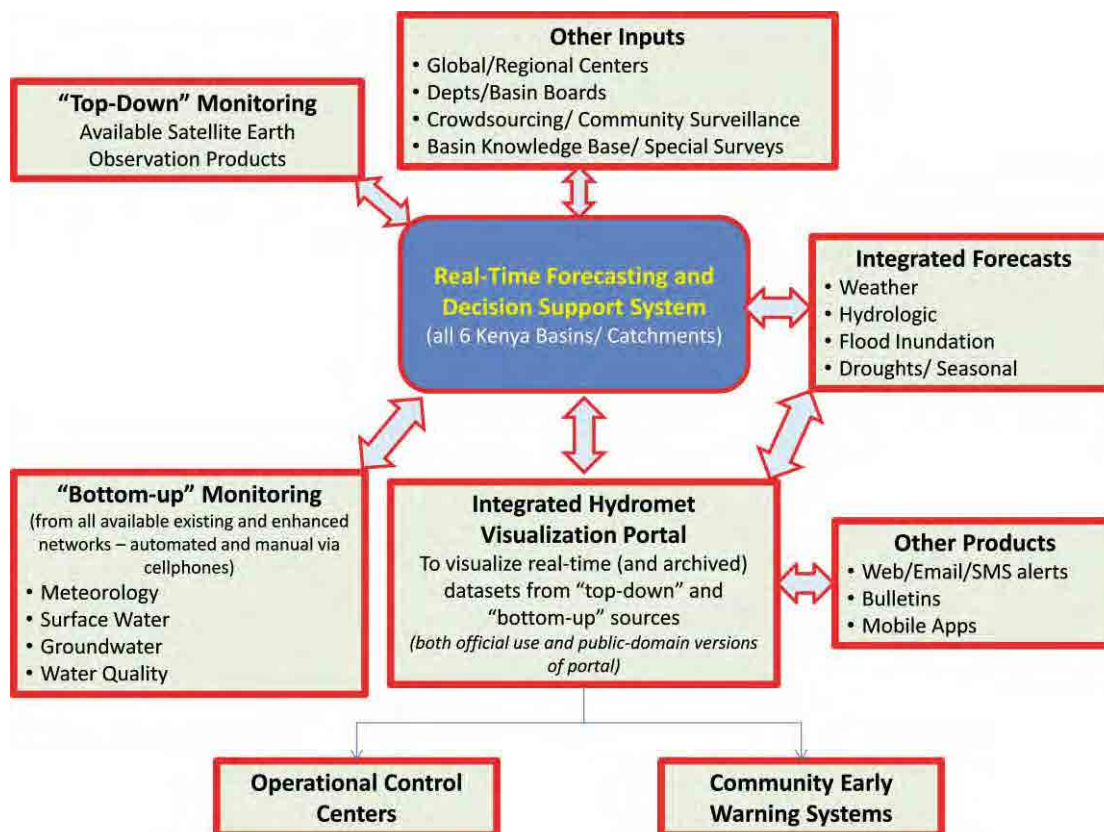 Other Inputs
• Global/Regional Centers
• Depts/Basin Boards
• Crowdsourcing/ Community Surveillance
• Basin Knowledge Base/ Special Surveys
“Top-Down” Monitoring
Available Satellite Earth
Observation Products
Real-Time Forecasting and
Decision Support System
(all 6 Kenya Basins/ Catchments)
Integrated Forecasts
• Weather
• Hydrologic
• Flood Inundation
• Droughts/ Seasonal
“Bottom-up” Monitoring
(from all available existing and enhanced
networks – automated and manual via
cellphones)
• Meteorology
• Surface Water
• Groundwater
• Water Quality
Integrated Hydromet
Visualization Portal
To visualize real-time (and archived)
datasets from “top-down” and
“bottom-up” sources
(both official use and public-domain versions
of portal)
Other Products
• Web/Email/SMS alerts
• Bulletins
• Mobile Apps
Operational Control
Centers
Community Early
Warning Systems